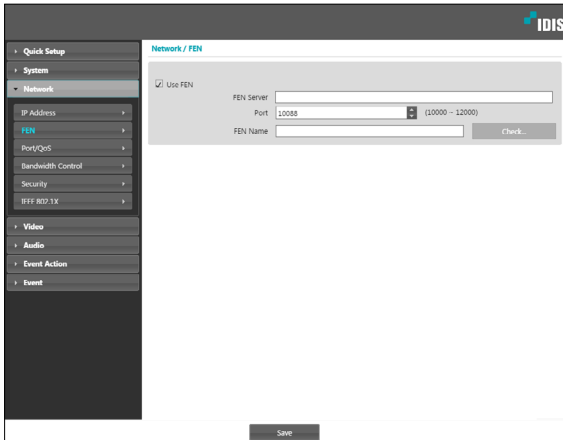 IDIS
Quick Setup
System
Network
IP Address
FEN
Port/QoS
Bandwidth Control
Security
IEEE 802.1X
Video
Audio
Event Action
Event
Network / FEN
Use FEN
FEN Server
Port 10088 (10000 ~ 12000)
FEN Name Check...
Save